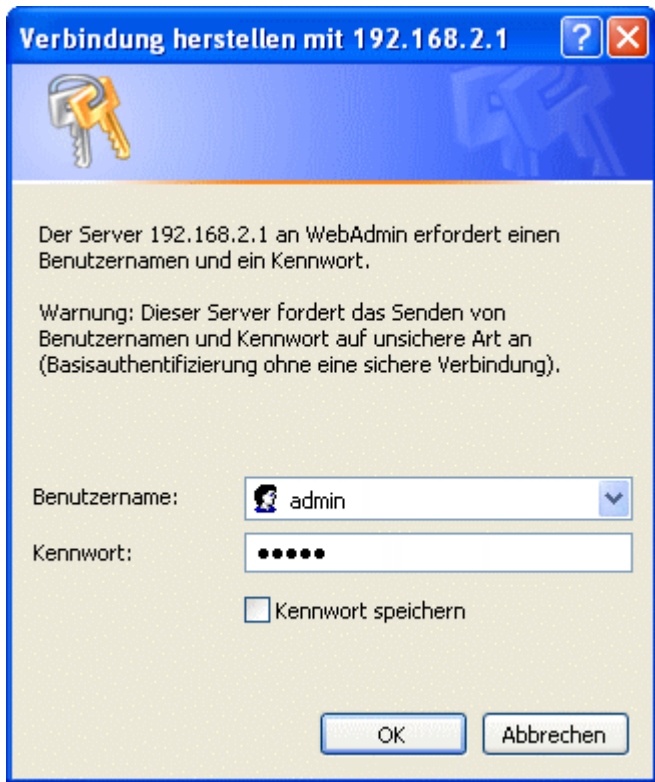 Verbindung herstellen mit 192.168.2.1
Der Server 192.168.2.1 an WebAdmin erfordert einen
Benutzernamen und ein Kennwort.
Warnung: Dieser Server fordert das Senden von
Benutzernamen und Kennwort auf unsichere Art an
(Basisauthentifizierung ohne eine sichere Verbindung).
Benutzername: admin
Kennwort: •••••
Kennwort speichern
OK Abbrechen